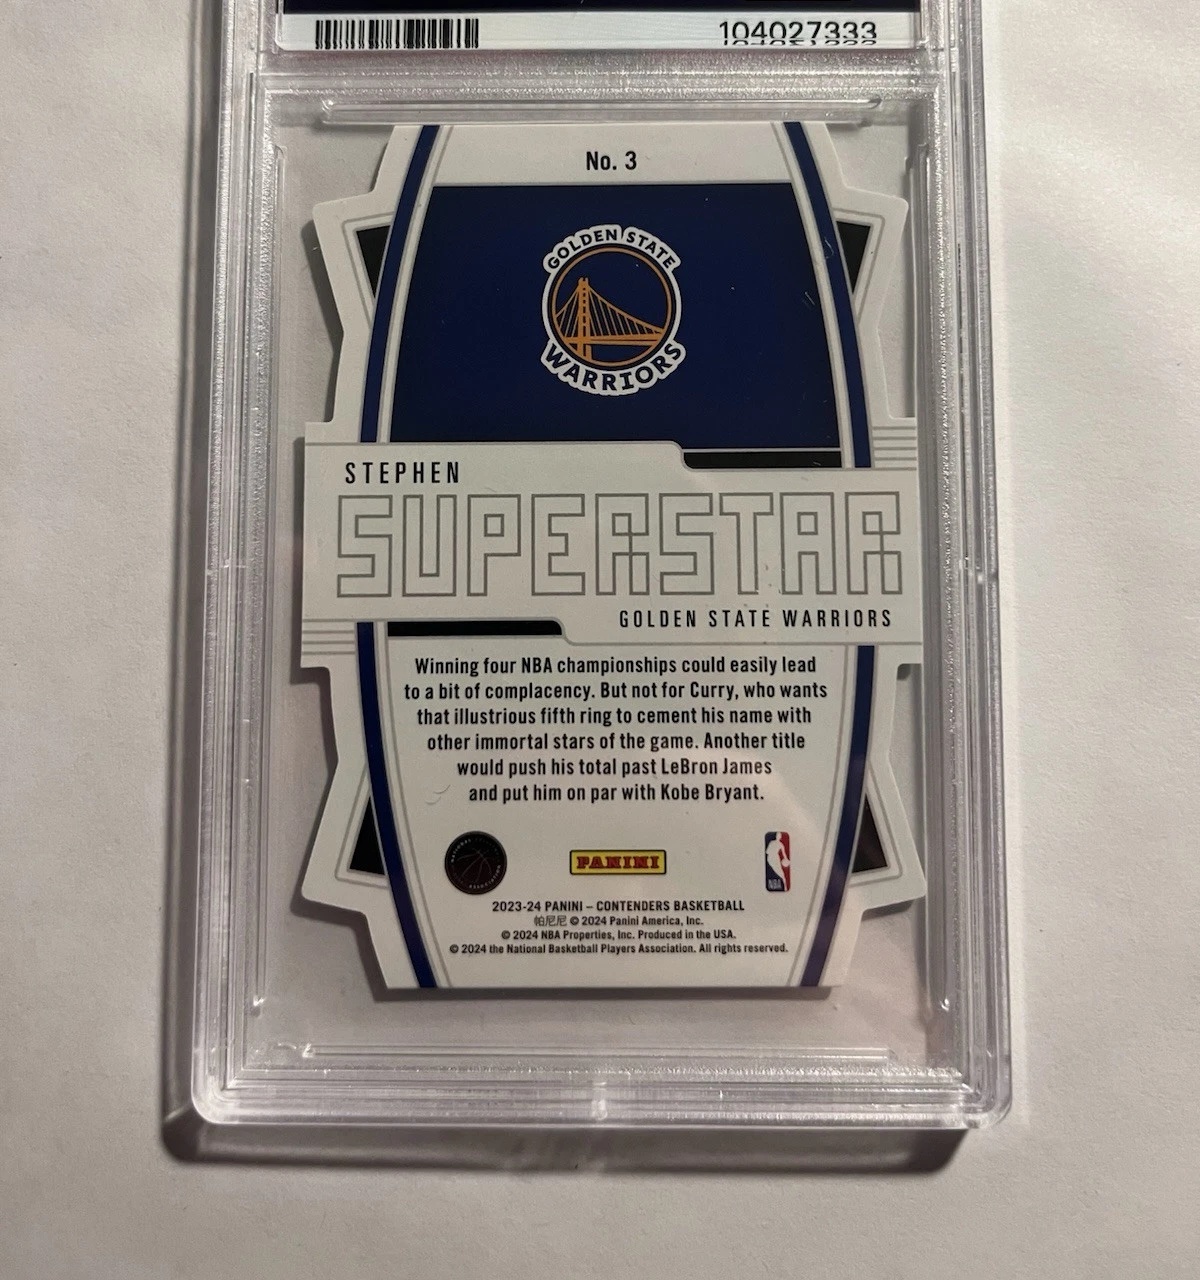 104027333
No. 3
GOLDEN STATE
WARRIORS
STEPHEN
SUPERSTAR
GOLDEN STATE WARRIORS
Winning four NBA championships could easily lead
to a bit of complacency. But not for Curry, who wants
that illustrious fifth ring to cement his name with
other immortal stars of the game. Another title
would push his total past LeBron James
and put him on par with Kobe Bryant.
PANINI
NBA
2023-24 PANINI – CONTENDERS BASKETBALL
帕尼尼 © 2024 Panini America, Inc.
© 2024 NBA Properties, Inc. Produced in the USA.
© 2024 the National Basketball Players Association. All rights reserved.